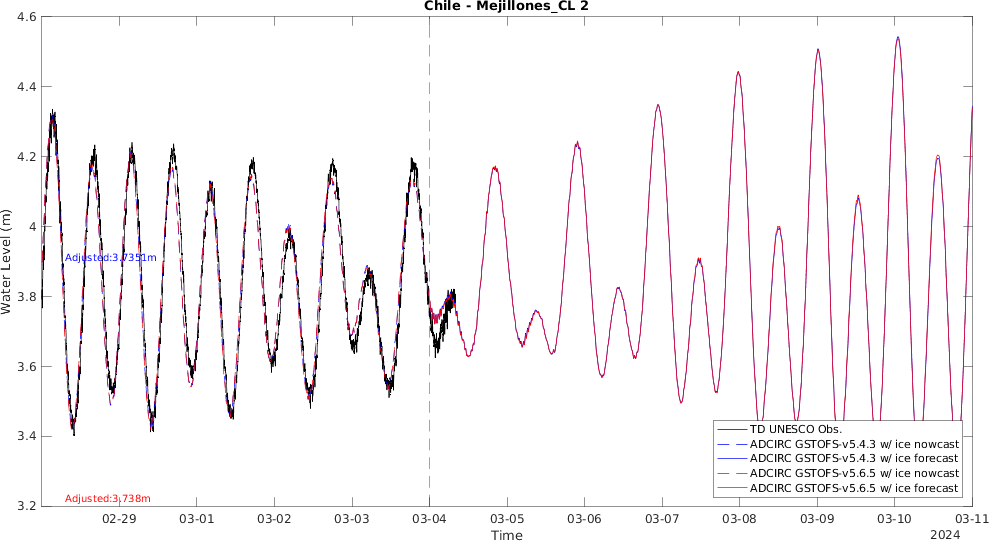 Chile - Mejillones_CL 2
4.6
4.4
4.2
4
3.8
3.6
3.4
3.2
Water Level (m)
Adjusted:3.7351m
Adjusted:3.738m
TD UNESCO Obs.
ADCIRC GSTOFS-v5.4.3 w/ ice nowcast
ADCIRC GSTOFS-v5.4.3 w/ ice forecast
ADCIRC GSTOFS-v5.6.5 w/ ice nowcast
ADCIRC GSTOFS-v5.6.5 w/ ice forecast
02-29 03-01 03-02 03-03 03-04 03-05 03-06 03-07 03-08 03-09 03-10 03-11
Time
2024